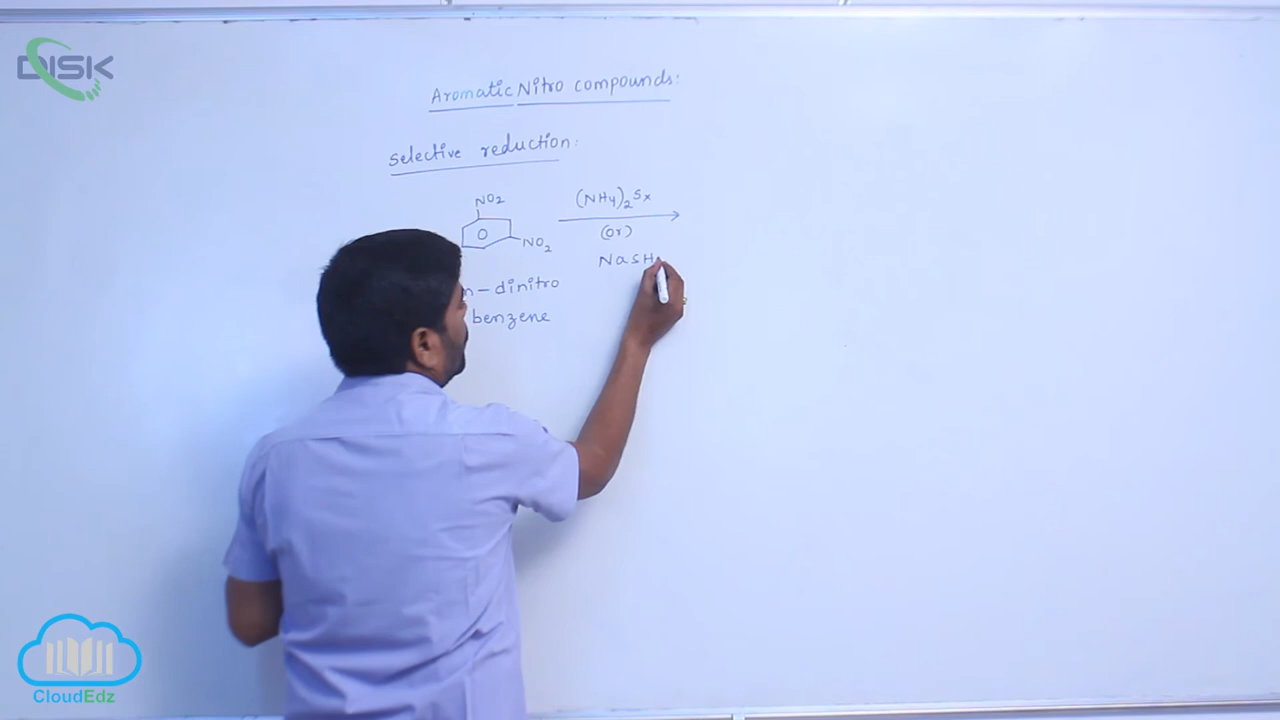 DISK
Aromatic Nitro compounds:
Selective reduction:
NO2
(NH4)2Sx
NO2
(or)
NaSH
m-dinitro
benzene
CloudEdz